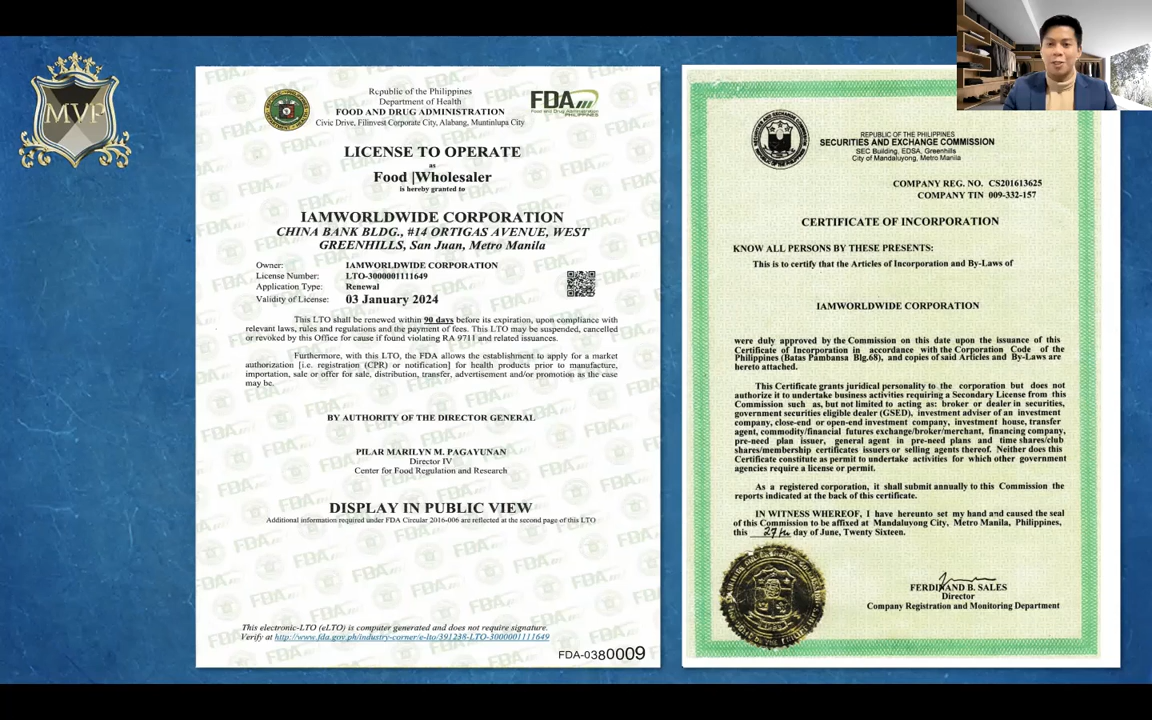 MVP
Republic of the Philippines
Department of Health
FOOD AND DRUG ADMINISTRATION
Civic Drive, Filinvest Corporate City, Alabang, Muntinlupa City
FDA
PHILIPPINES
LICENSE TO OPERATE
as
Food |Wholesaler
is hereby granted to
IAMWORLDWIDE CORPORATION
CHINA BANK BLDG., #14 ORTIGAS AVENUE, WEST
GREENHILLS, San Juan, Metro Manila
Owner: IAMWORLDWIDE CORPORATION
License Number: LTO-3000001111649
Application Type: Renewal
Validity of License: 03 January 2024
This LTO shall be renewed within 90 days before its expiration, upon compliance with
relevant laws, rules and regulations and the payment of fees. This LTO may be suspended, cancelled
or revoked by this Office for cause if found violating RA 9711 and related issuances.
Furthermore, with this LTO, the FDA allows the establishment to apply for a market
authorization [i.e. registration (CPR) or notification] for health products prior to manufacture,
importation, sale or offer for sale, distribution, transfer, advertisement and/or promotion as the case
may be.
BY AUTHORITY OF THE DIRECTOR GENERAL
PILAR MARILYN M. PAGAYUNAN
Director IV
Center for Food Regulation and Research
DISPLAY IN PUBLIC VIEW
Additional information required under FDA Circular 2016-006 are reflected at the second page of this LTO
This electronic-LTO (eLTO) is computer generated and does not require signature.
Verify at http://www.fda.gov.ph/industry-corner/e-lto/391238-LTO-3000001111649
FDA-0380009
REPUBLIC OF THE PHILIPPINES
SECURITIES AND EXCHANGE COMMISSION
SEC Building, EDSA, Greenhills
City of Mandaluyong, Metro Manila
COMPANY REG. NO. CS201613625
COMPANY TIN 009-332-157
CERTIFICATE OF INCORPORATION
KNOW ALL PERSONS BY THESE PRESENTS:
This is to certify that the Articles of Incorporation and By-Laws of
IAMWORLDWIDE CORPORATION
were duly approved by the Commission on this date upon the issuance of this
Certificate of Incorporation in accordance with the Corporation Code of the
Philippines (Batas Pambansa Blg.68), and copies of said Articles and By-Laws are
hereto attached.
This Certificate grants juridical personality to the corporation but does not
authorize it to undertake business activities requiring a Secondary License from this
Commission such as, but not limited to acting as: broker or dealer in securities,
government securities eligible dealer (GSED), investment adviser of an investment
company, close-end or open-end investment company, investment house, transfer
agent, commodity/financial futures exchange/broker/merchant, financing company,
pre-need plan issuer, general agent in pre-need plans and time shares/club
shares/membership certificates issuers or selling agents thereof. Neither does this
Certificate constitute as permit to undertake activities for which other government
agencies require a license or permit.
As a registered corporation, it shall submit annually to this Commission the
reports indicated at the back of this certificate.
IN WITNESS WHEREOF, I have hereunto set my hand and caused the seal
of this Commission to be affixed at Mandaluyong City, Metro Manila, Philippines,
this 27th day of June, Twenty Sixteen.
FERDINAND B. SALES
Director
Company Registration and Monitoring Department